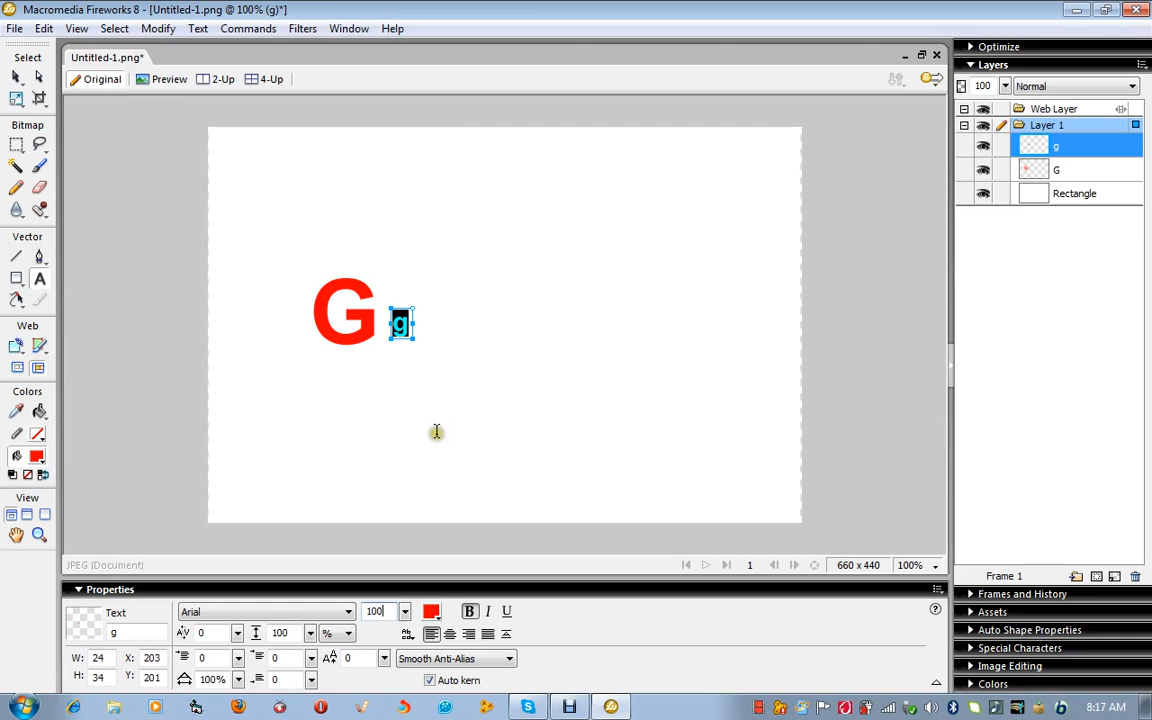 Macromedia Fireworks 8 - [Untitled-1.png @ 100% (g)*]
File Edit View Select Modify Text Commands Filters Window Help
Select
Untitled-1.png*
Original Preview 2-Up 4-Up
Bitmap
Vector
A
Web
Colors
View
G g
JPEG (Document)
1
660 x 440
100%
Optimize
Layers
100 Normal
Web Layer
Layer 1
g
G
Rectangle
Frame 1
Frames and History
Assets
Auto Shape Properties
Special Characters
Image Editing
Colors
Properties
Text
g
Arial 100 B I U
0 100 %
W: 24 X: 203
H: 34 Y: 201
0 0 0 Smooth Anti-Alias
100% 0 Auto kern
8:17 AM